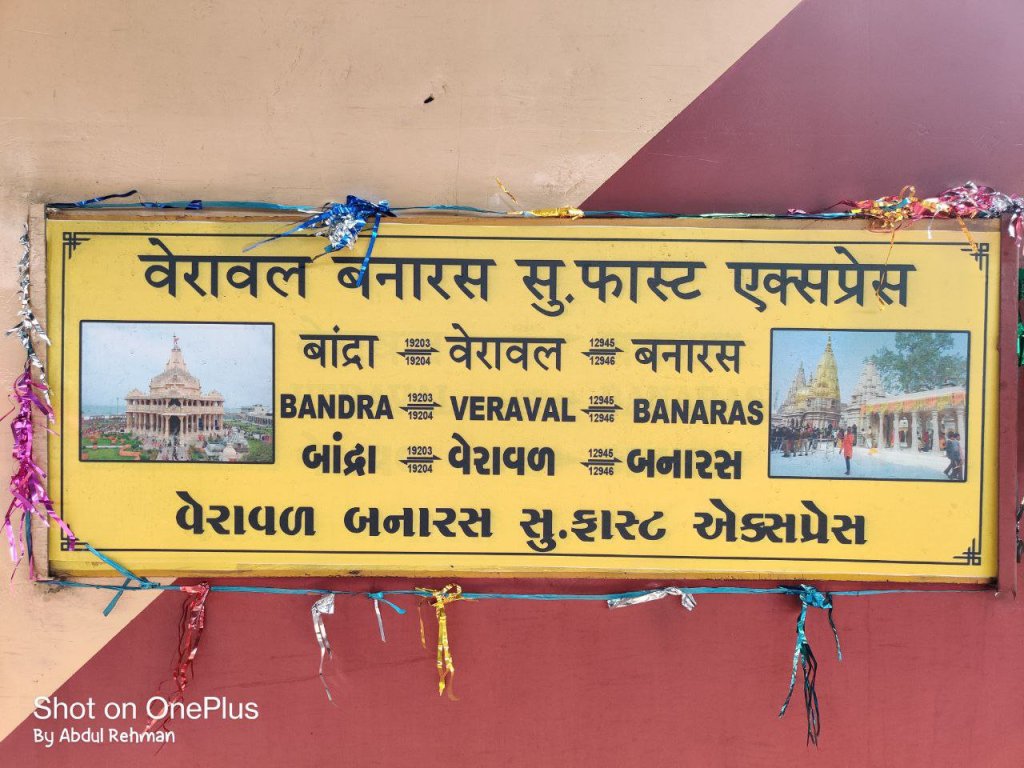 वेरावल बनारस सु.फास्ट एक्सप्रेस
बांद्रा 19203 19204 वेरावल 12945 12946 बनारस
BANDRA 19203 19204 VERAVAL 12945 12946 BANARAS
બાંદ્રા 19203 19204 વેરાવળ 12945 12946 બનારસ
વેરાવળ બનારસ સુ.ફાસ્ટ એક્સપ્રેસ
Shot on OnePlus
By Abdul Rehman